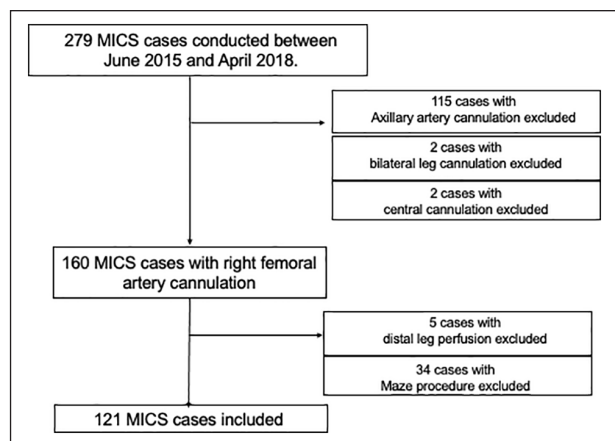 279 MICS cases conducted between
June 2015 and April 2018.
115 cases with
Axillary artery cannulation excluded
2 cases with
bilateral leg cannulation excluded
2 cases with
central cannulation excluded
160 MICS cases with right femoral
artery cannulation
5 cases with
distal leg perfusion excluded
34 cases with
Maze procedure excluded
121 MICS cases included